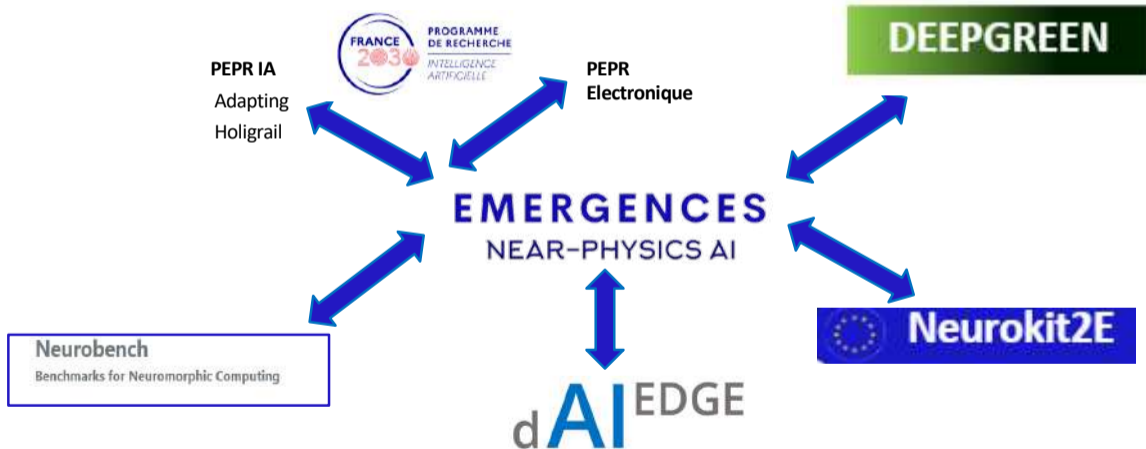 FRANCE
2030
PROGRAMME
DE RECHERCHE
INTELLIGENCE
ARTIFICIELLE
DEEPGREEN
PEPR IA
Adapting
Holigrail
PEPR
Electronique
EMERGENCES
NEAR-PHYSICS AI
Neurobench
Benchmarks for Neuromorphic Computing
Neurokit2E
dAIEDGE